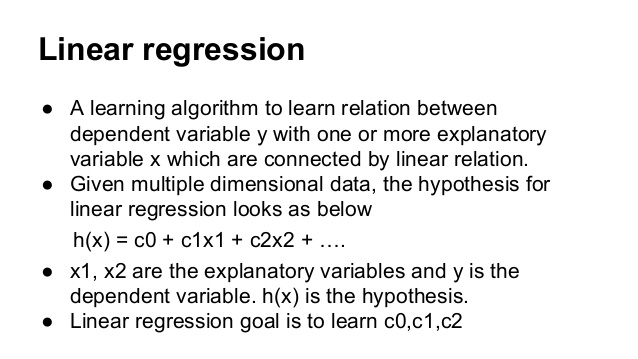 Linear regression
● A learning algorithm to learn relation between
dependent variable y with one or more explanatory
variable x which are connected by linear relation.
● Given multiple dimensional data, the hypothesis for
linear regression looks as below
h(x) = c0 + c1x1 + c2x2 + ….
● x1, x2 are the explanatory variables and y is the
dependent variable. h(x) is the hypothesis.
● Linear regression goal is to learn c0,c1,c2